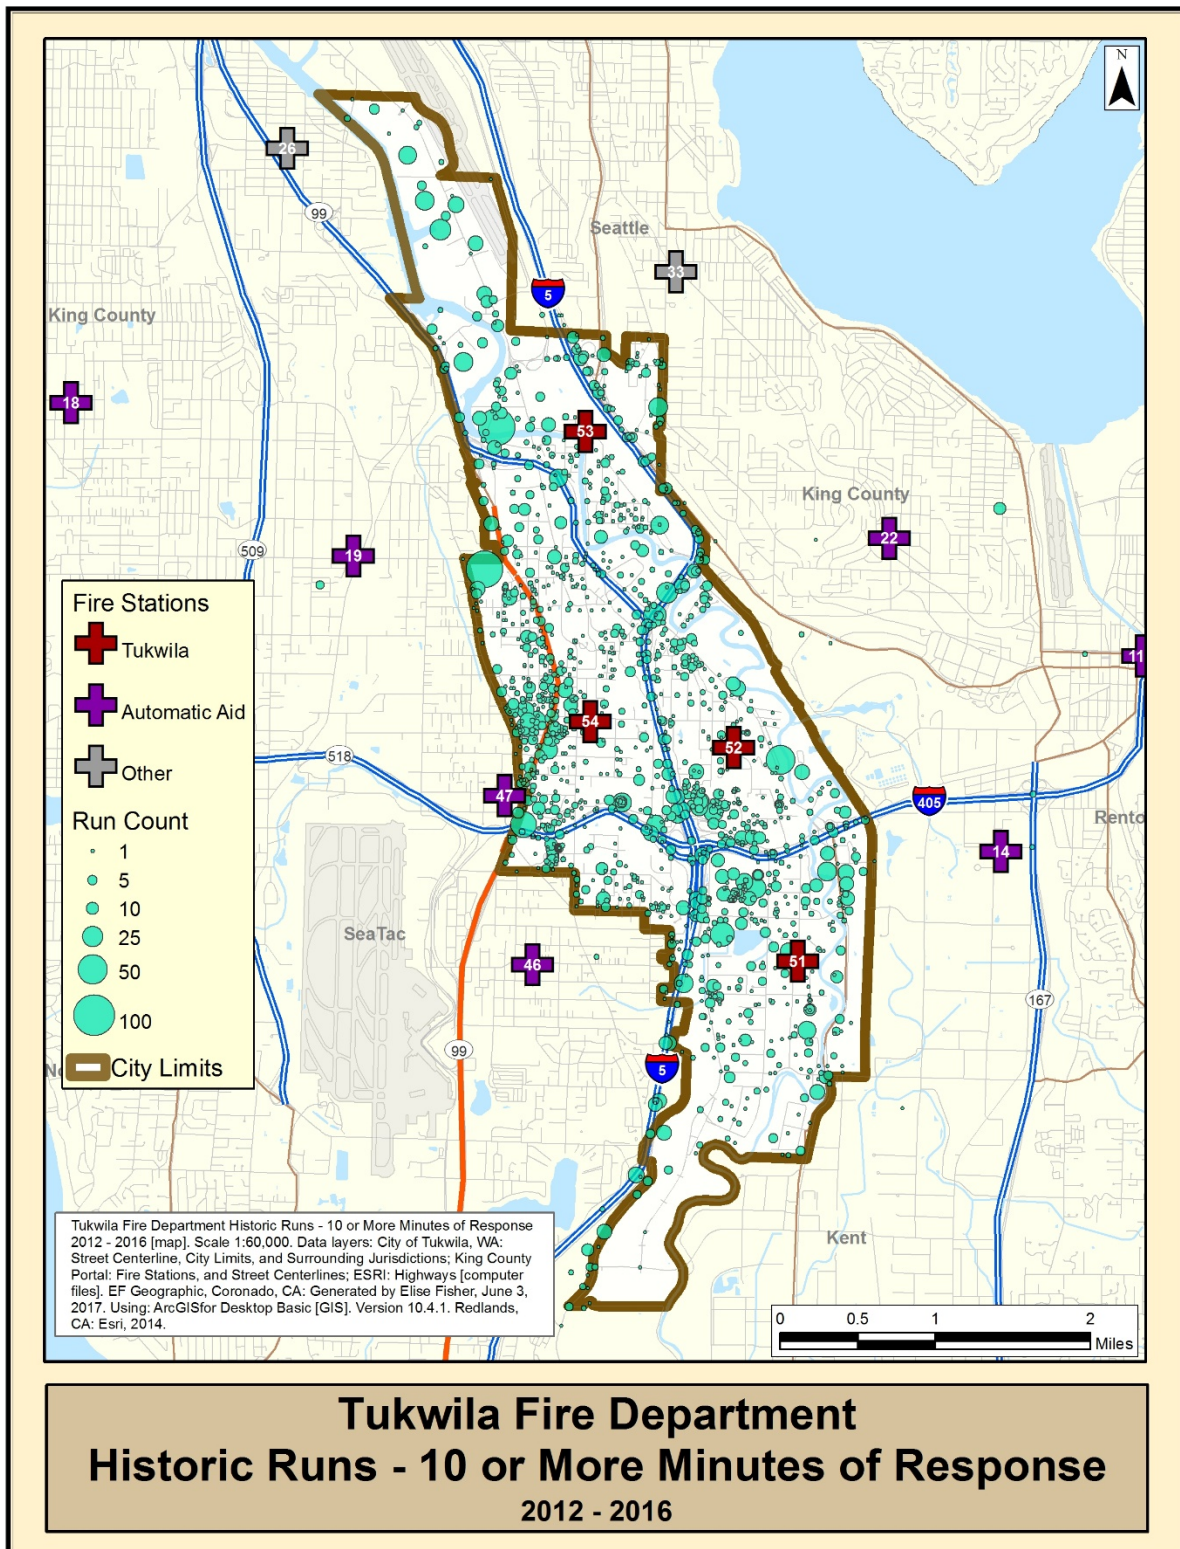 N
26
99
Seattle
33
5
King County
18
53
King County
22
19
509
Fire Stations
Tukwila
11
Automatic Aid
54
52
Other
518
47
405
Run Count
Rento
1
14
5
10
SeaTac
25
46
51
50
167
100
99
City Limits
5
Tukwila Fire Department Historic Runs - 10 or More Minutes of Response
2012 - 2016 [map]. Scale 1:60,000. Data layers: City of Tukwila, WA:
Street Centerline, City Limits, and Surrounding Jurisdictions; King County
Portal: Fire Stations, and Street Centerlines; ESRI: Highways [computer
files]. EF Geographic, Coronado, CA: Generated by Elise Fisher, June 3,
2017. Using: ArcGISfor Desktop Basic [GIS]. Version 10.4.1. Redlands,
CA: Esri, 2014.
Kent
0 0.5 1 2
Miles
Tukwila Fire Department
Historic Runs - 10 or More Minutes of Response
2012 - 2016